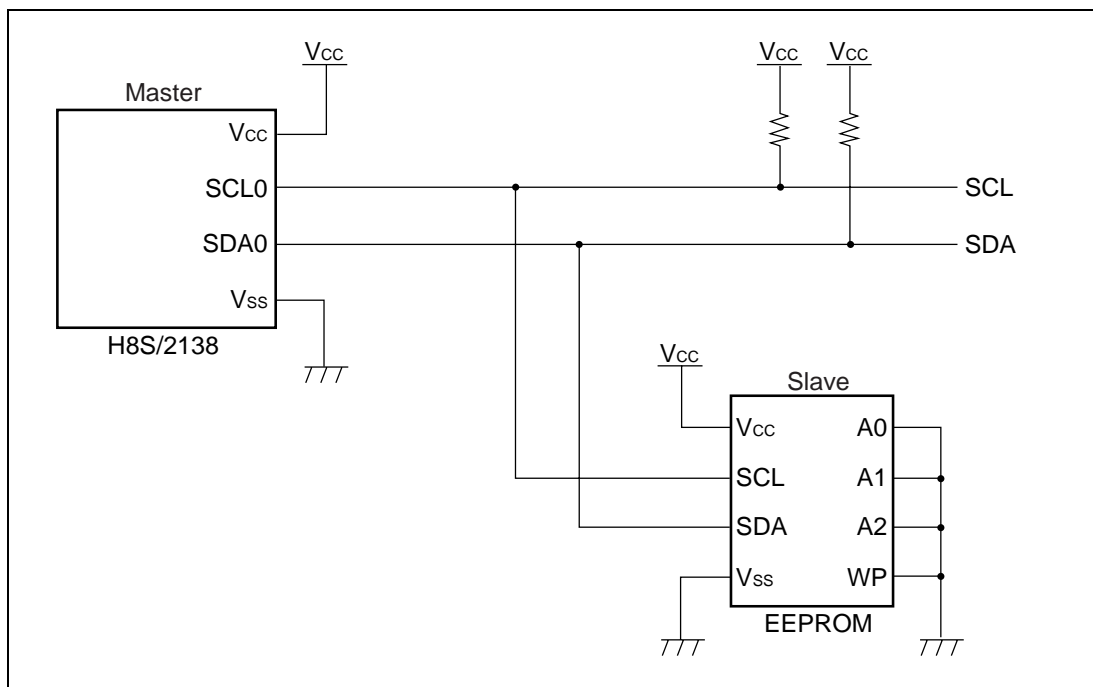 Vcc
Vcc Vcc
Master
Vcc
SCL0
SCL
SDA0
SDA
Vss
H8S/2138
Vcc
Slave
Vcc A0
SCL A1
SDA A2
Vss WP
EEPROM